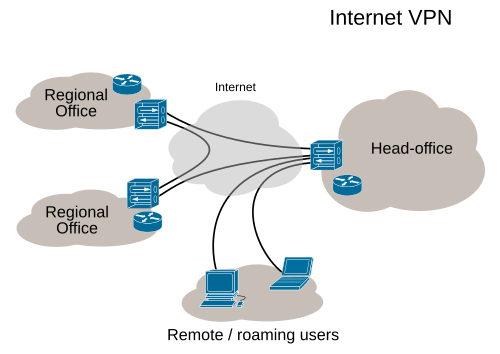 Internet VPN
Internet
Regional
Office
Head-office
Regional
Office
Remote / roaming users